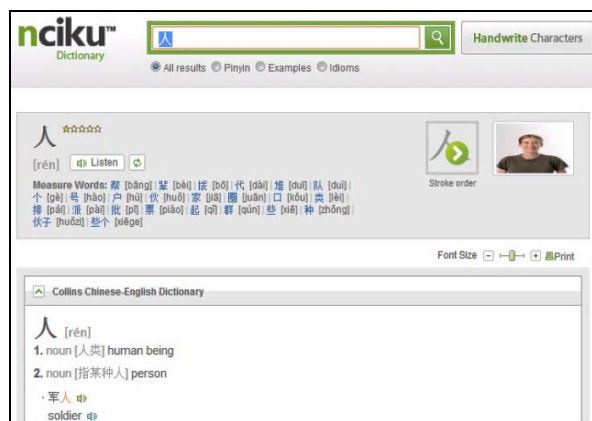 nciku™
Dictionary
人
Handwrite Characters
All results Pinyin Examples Idioms
人
[rén] Listen
Measure Words: 帮 [bāng] | 辈 [bèi] | 拨 [bō] | 代 [dài] | 堆 [duī] | 队 [duì] |
个 [gè] | 号 [hào] | 户 [hù] | 伙 [huǒ] | 家 [jiā] | 圈 [juān] | 口 [kǒu] | 类 [lèi] |
排 [pái] | 派 [pài] | 批 [pī] | 票 [piào] | 起 [qǐ] | 群 [qún] | 些 [xiē] | 种 [zhǒng] |
伙子 [huǒzi] | 些个 [xiēge]
人
Stroke order
Font Size - + Print
Collins Chinese-English Dictionary
人 [rén]
1. noun [人类] human being
2. noun [指某种人] person
· 军人
soldier